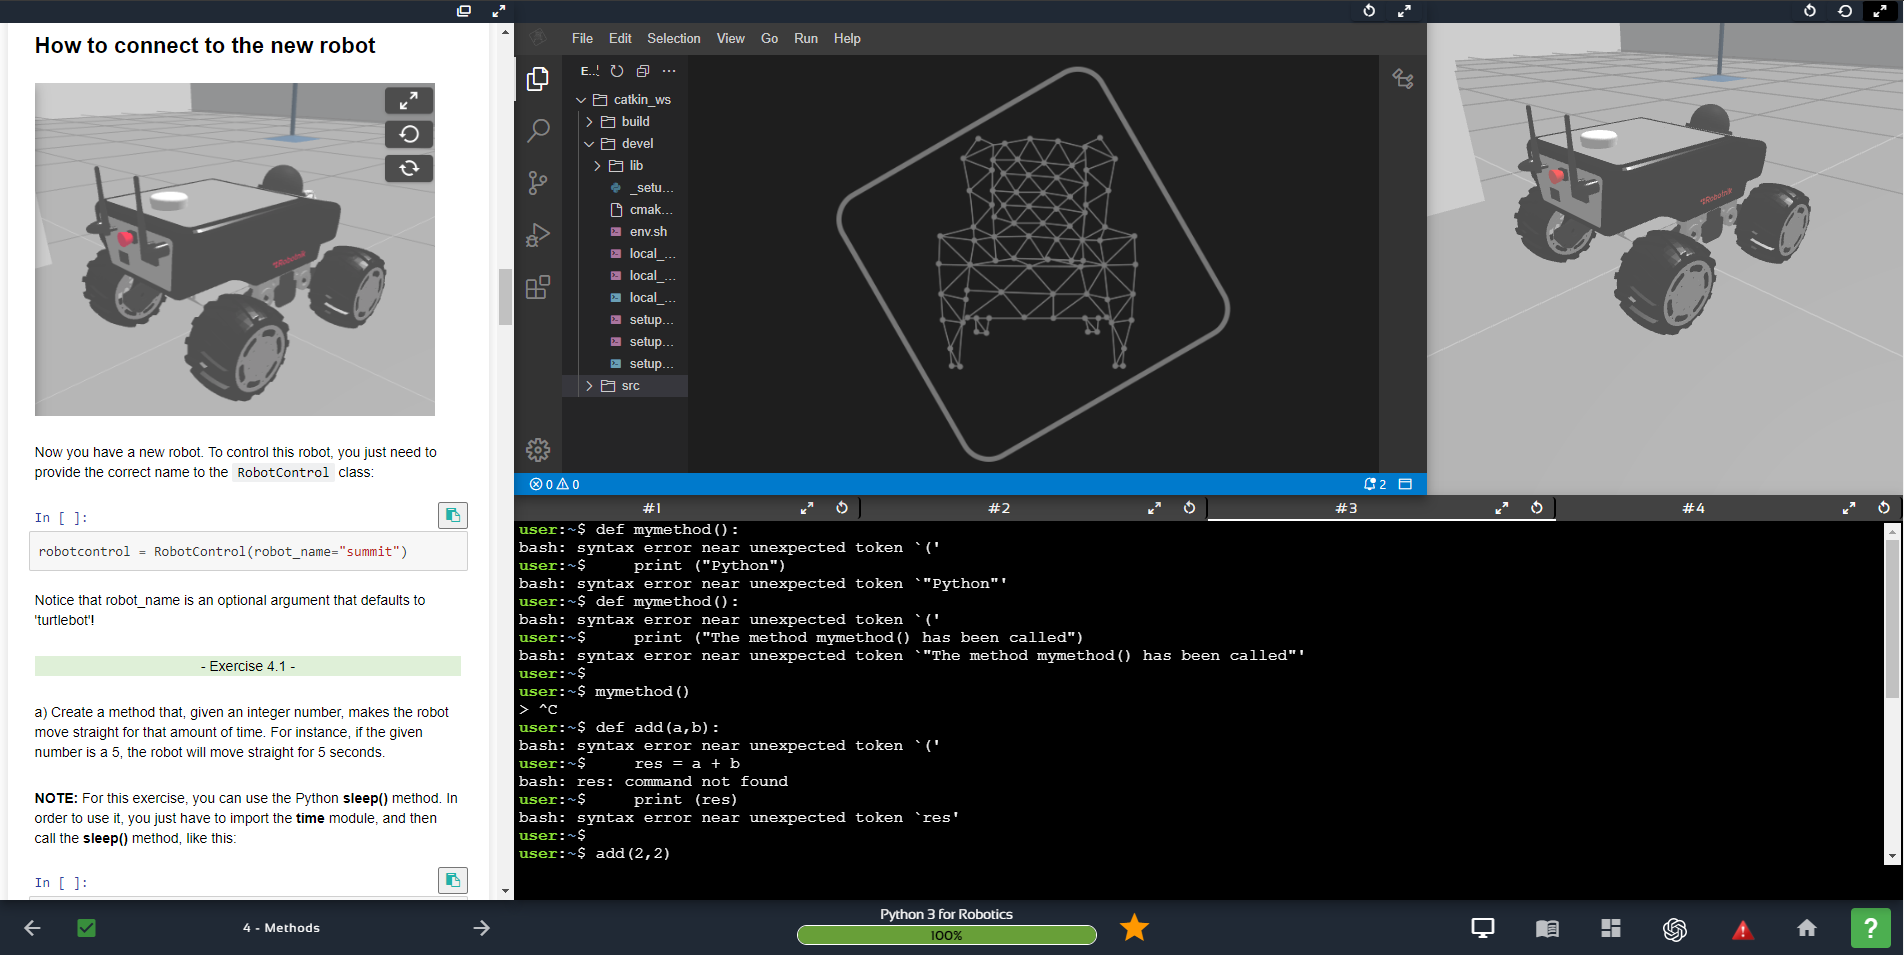 How to connect to the new robot
Robotnik
Now you have a new robot. To control this robot, you just need to
provide the correct name to the RobotControl class:
In [ ]:
robotcontrol = RobotControl(robot_name="summit")
Notice that robot_name is an optional argument that defaults to
'turtlebot'!
- Exercise 4.1 -
a) Create a method that, given an integer number, makes the robot
move straight for that amount of time. For instance, if the given
number is a 5, the robot will move straight for 5 seconds.
NOTE: For this exercise, you can use the Python sleep() method. In
order to use it, you just have to import the time module, and then
call the sleep() method, like this:
In [ ]:
File Edit Selection View Go Run Help
E...
catkin_ws
build
devel
lib
_setu...
cmak...
env.sh
local_...
local_...
local_...
setup...
setup...
setup...
src
0 0
2
Robotnik
#1 #2 #3 #4
user:~$ def mymethod():
bash: syntax error near unexpected token `('
user:~$     print ("Python")
bash: syntax error near unexpected token `"Python"'
user:~$ def mymethod():
bash: syntax error near unexpected token `('
user:~$     print ("The method mymethod() has been called")
bash: syntax error near unexpected token `"The method mymethod() has been called"'
user:~$
user:~$ mymethod()
> ^C
user:~$ def add(a,b):
bash: syntax error near unexpected token `('
user:~$     res = a + b
bash: res: command not found
user:~$     print (res)
bash: syntax error near unexpected token `res'
user:~$
user:~$ add(2,2)
4 - Methods
Python 3 for Robotics
100%
?